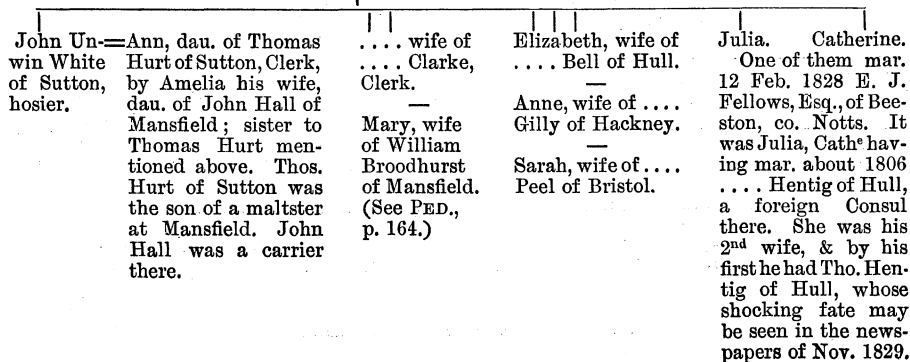 John Un-=
win White
of Sutton,
hosier.
Ann, dau. of Thomas
Hurt of Sutton, Clerk,
by Amelia his wife,
dau. of John Hall of
Mansfield; sister to
Thomas Hurt men-
tioned above. Thos.
Hurt of Sutton was
the son of a maltster
at Mansfield. John
Hall was a carrier
there.
.... wife of
.... Clarke,
Clerk.
—
Mary, wife
of William
Broodhurst
of Mansfield.
(See PED.,
p. 164.)
Elizabeth, wife of
.... Bell of Hull.
—
Anne, wife of ....
Gilly of Hackney.
—
Sarah, wife of ....
Peel of Bristol.
Julia. Catherine.
One of them mar.
12 Feb. 1828 E. J.
Fellows, Esq., of Bee-
ston, co. Notts. It
was Julia, Cathᵉ hav-
ing mar. about 1806
.... Hentig of Hull,
a foreign Consul
there. She was his
2ⁿᵈ wife, & by his
first he had Tho. Hen-
tig of Hull, whose
shocking fate may
be seen in the news-
papers of Nov. 1829.